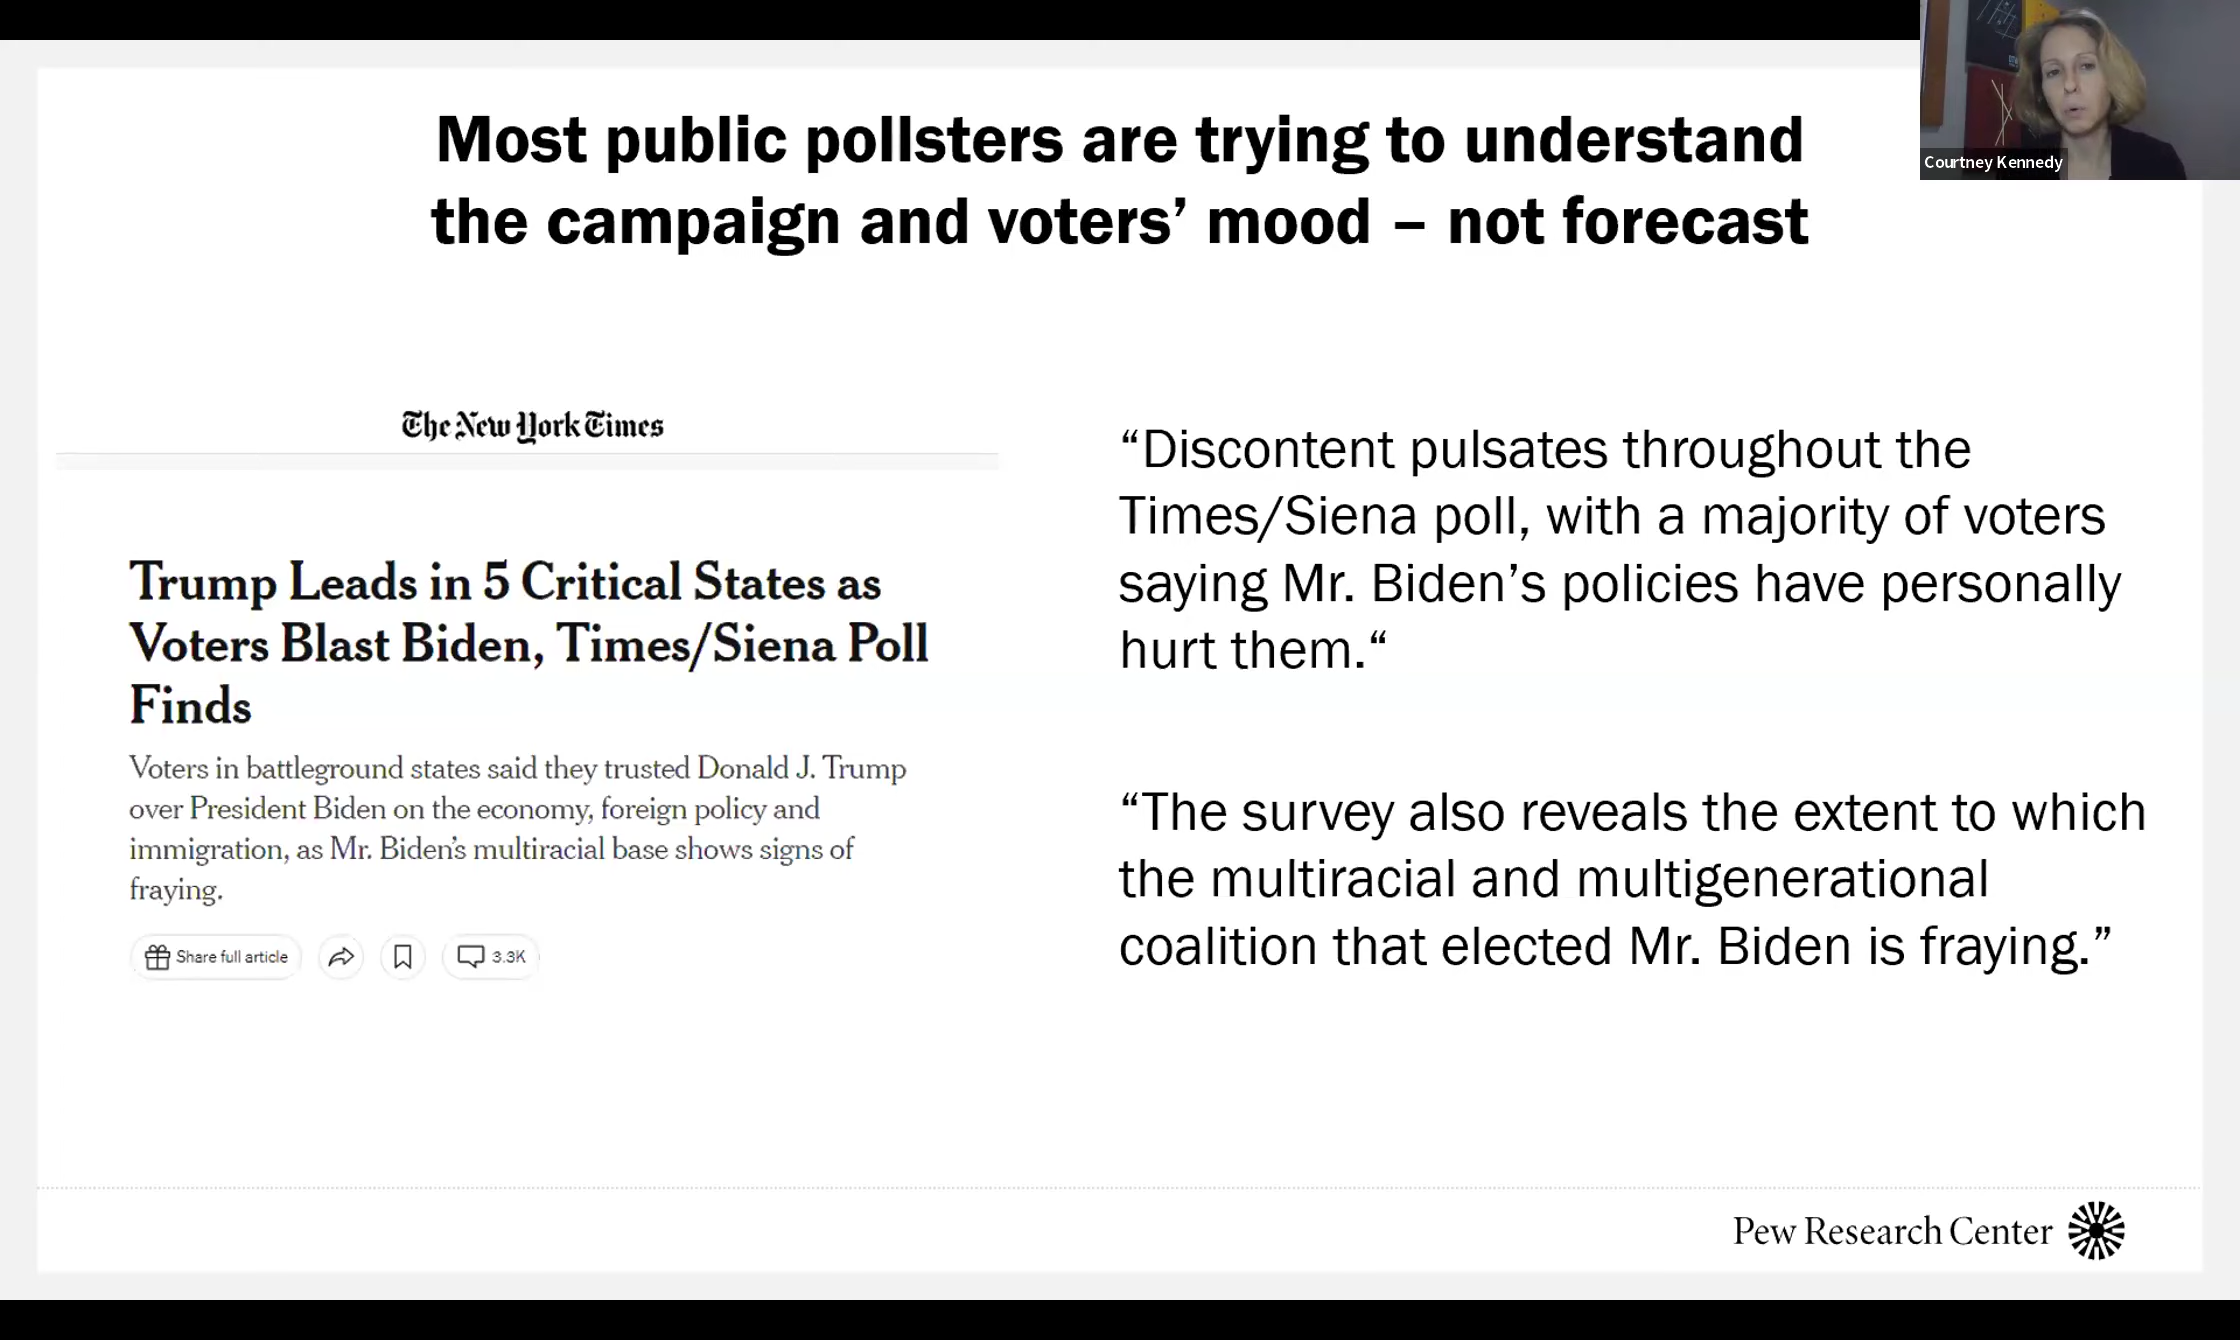 Most public pollsters are trying to understand
the campaign and voters’ mood – not forecast
Courtney Kennedy
The New York Times
Trump Leads in 5 Critical States as
Voters Blast Biden, Times/Siena Poll
Finds
Voters in battleground states said they trusted Donald J. Trump
over President Biden on the economy, foreign policy and
immigration, as Mr. Biden’s multiracial base shows signs of
fraying.
Share full article
3.3K
“Discontent pulsates throughout the
Times/Siena poll, with a majority of voters
saying Mr. Biden’s policies have personally
hurt them.“
“The survey also reveals the extent to which
the multiracial and multigenerational
coalition that elected Mr. Biden is fraying.”
Pew Research Center